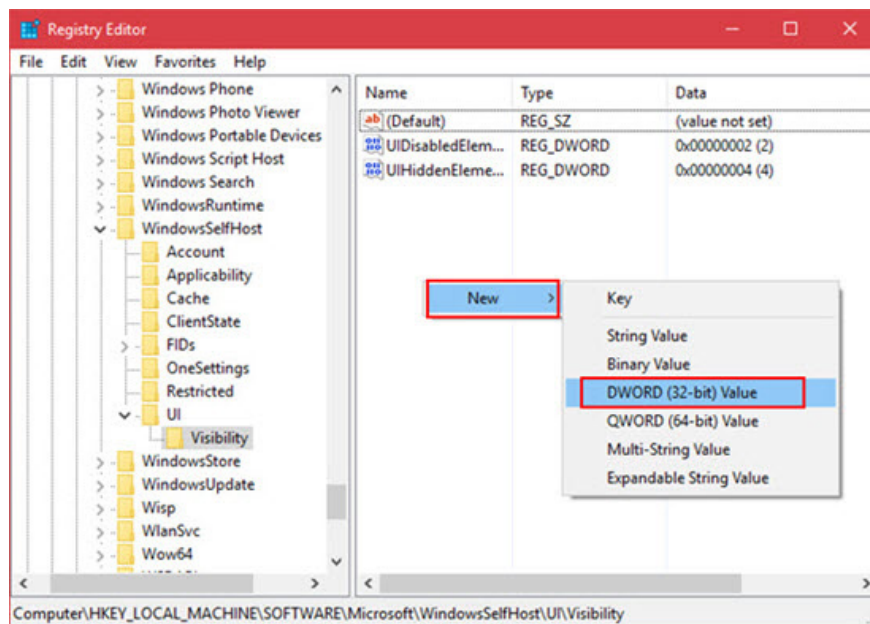 Registry Editor
File Edit View Favorites Help
Windows Phone
Windows Photo Viewer
Windows Portable Devices
Windows Script Host
Windows Search
WindowsRuntime
WindowsSelfHost
Account
Applicability
Cache
ClientState
FIDs
OneSettings
Restricted
UI
Visibility
WindowsStore
WindowsUpdate
Wisp
WlanSvc
Wow64
Name Type Data
ab (Default) REG_SZ (value not set)
UIDisabledElem... REG_DWORD 0x00000002 (2)
UIHiddenEleme... REG_DWORD 0x00000004 (4)
New
Key
String Value
Binary Value
DWORD (32-bit) Value
QWORD (64-bit) Value
Multi-String Value
Expandable String Value
Computer\HKEY_LOCAL_MACHINE\SOFTWARE\Microsoft\WindowsSelfHost\UI\Visibility